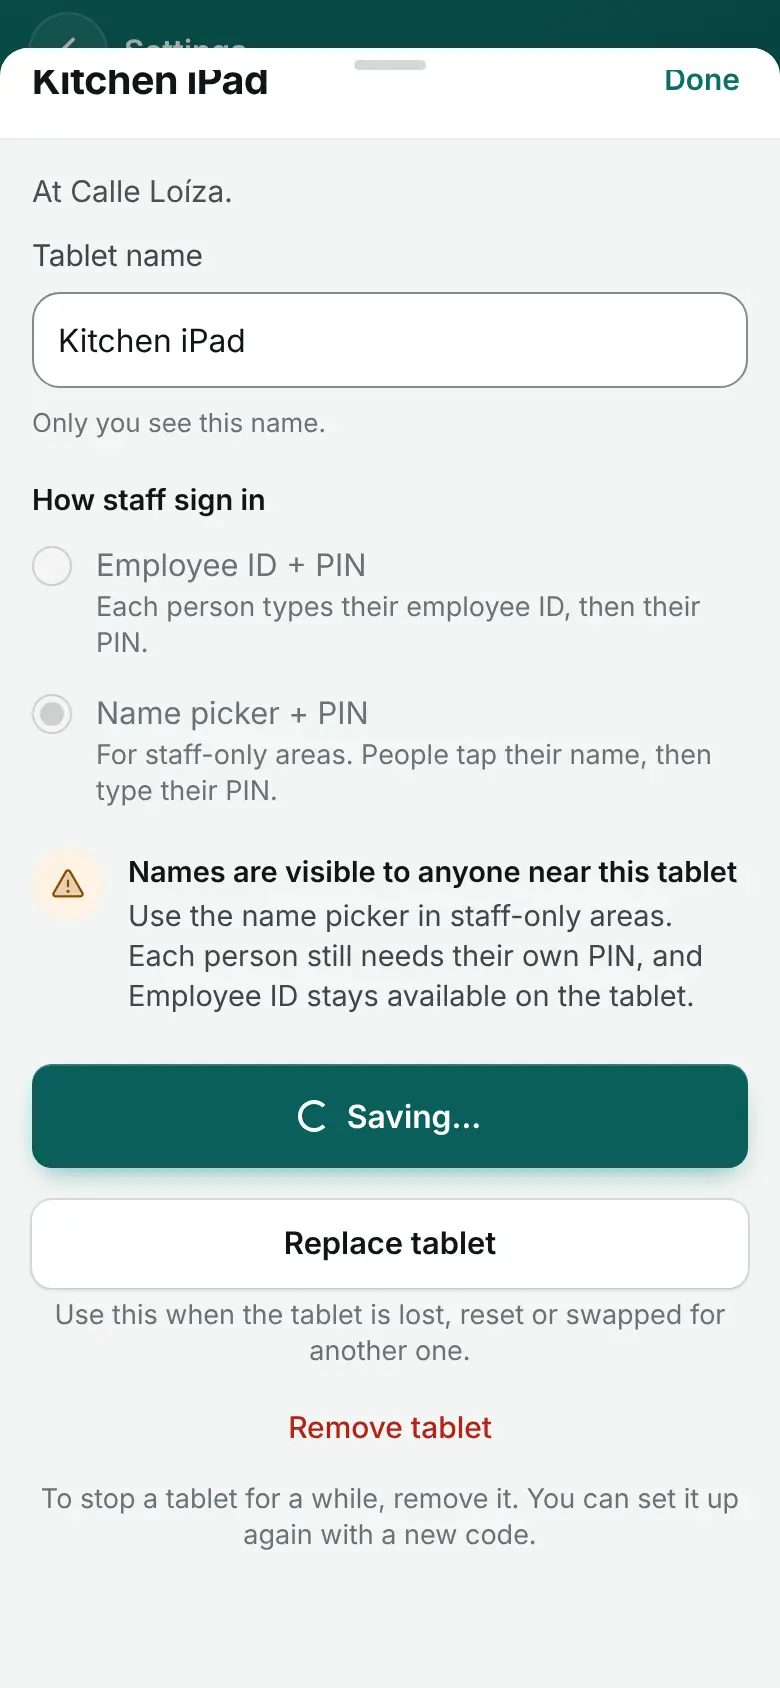 Settings
Kitchen iPad
Done
At Calle Loíza.
Tablet name
Kitchen iPad
Only you see this name.
How staff sign in
Employee ID + PIN
Each person types their employee ID, then their
PIN.
Name picker + PIN
For staff-only areas. People tap their name, then
type their PIN.
Names are visible to anyone near this tablet
Use the name picker in staff-only areas.
Each person still needs their own PIN, and
Employee ID stays available on the tablet.
Saving...
Replace tablet
Use this when the tablet is lost, reset or swapped for
another one.
Remove tablet
To stop a tablet for a while, remove it. You can set it up
again with a new code.